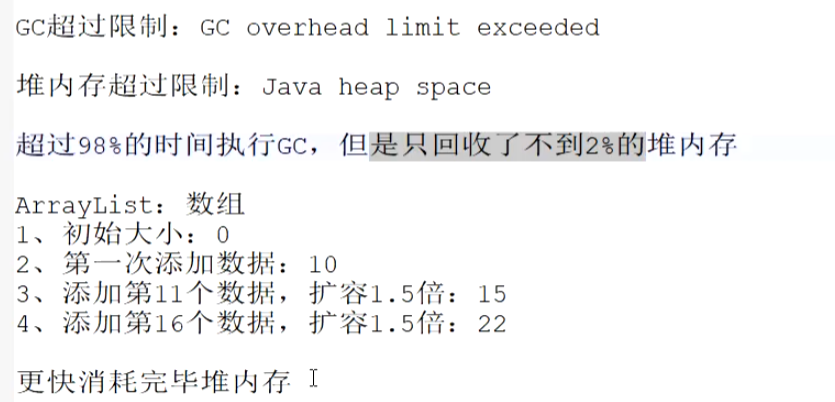 GC超过限制：GC overhead limit exceeded
堆内存超过限制：Java heap space
超过98%的时间执行GC，但是只回收了不到2%的堆内存
ArrayList：数组
1、初始大小：0
2、第一次添加数据：10
3、添加第11个数据，扩容1.5倍：15
4、添加第16个数据，扩容1.5倍：22
更快消耗完毕堆内存